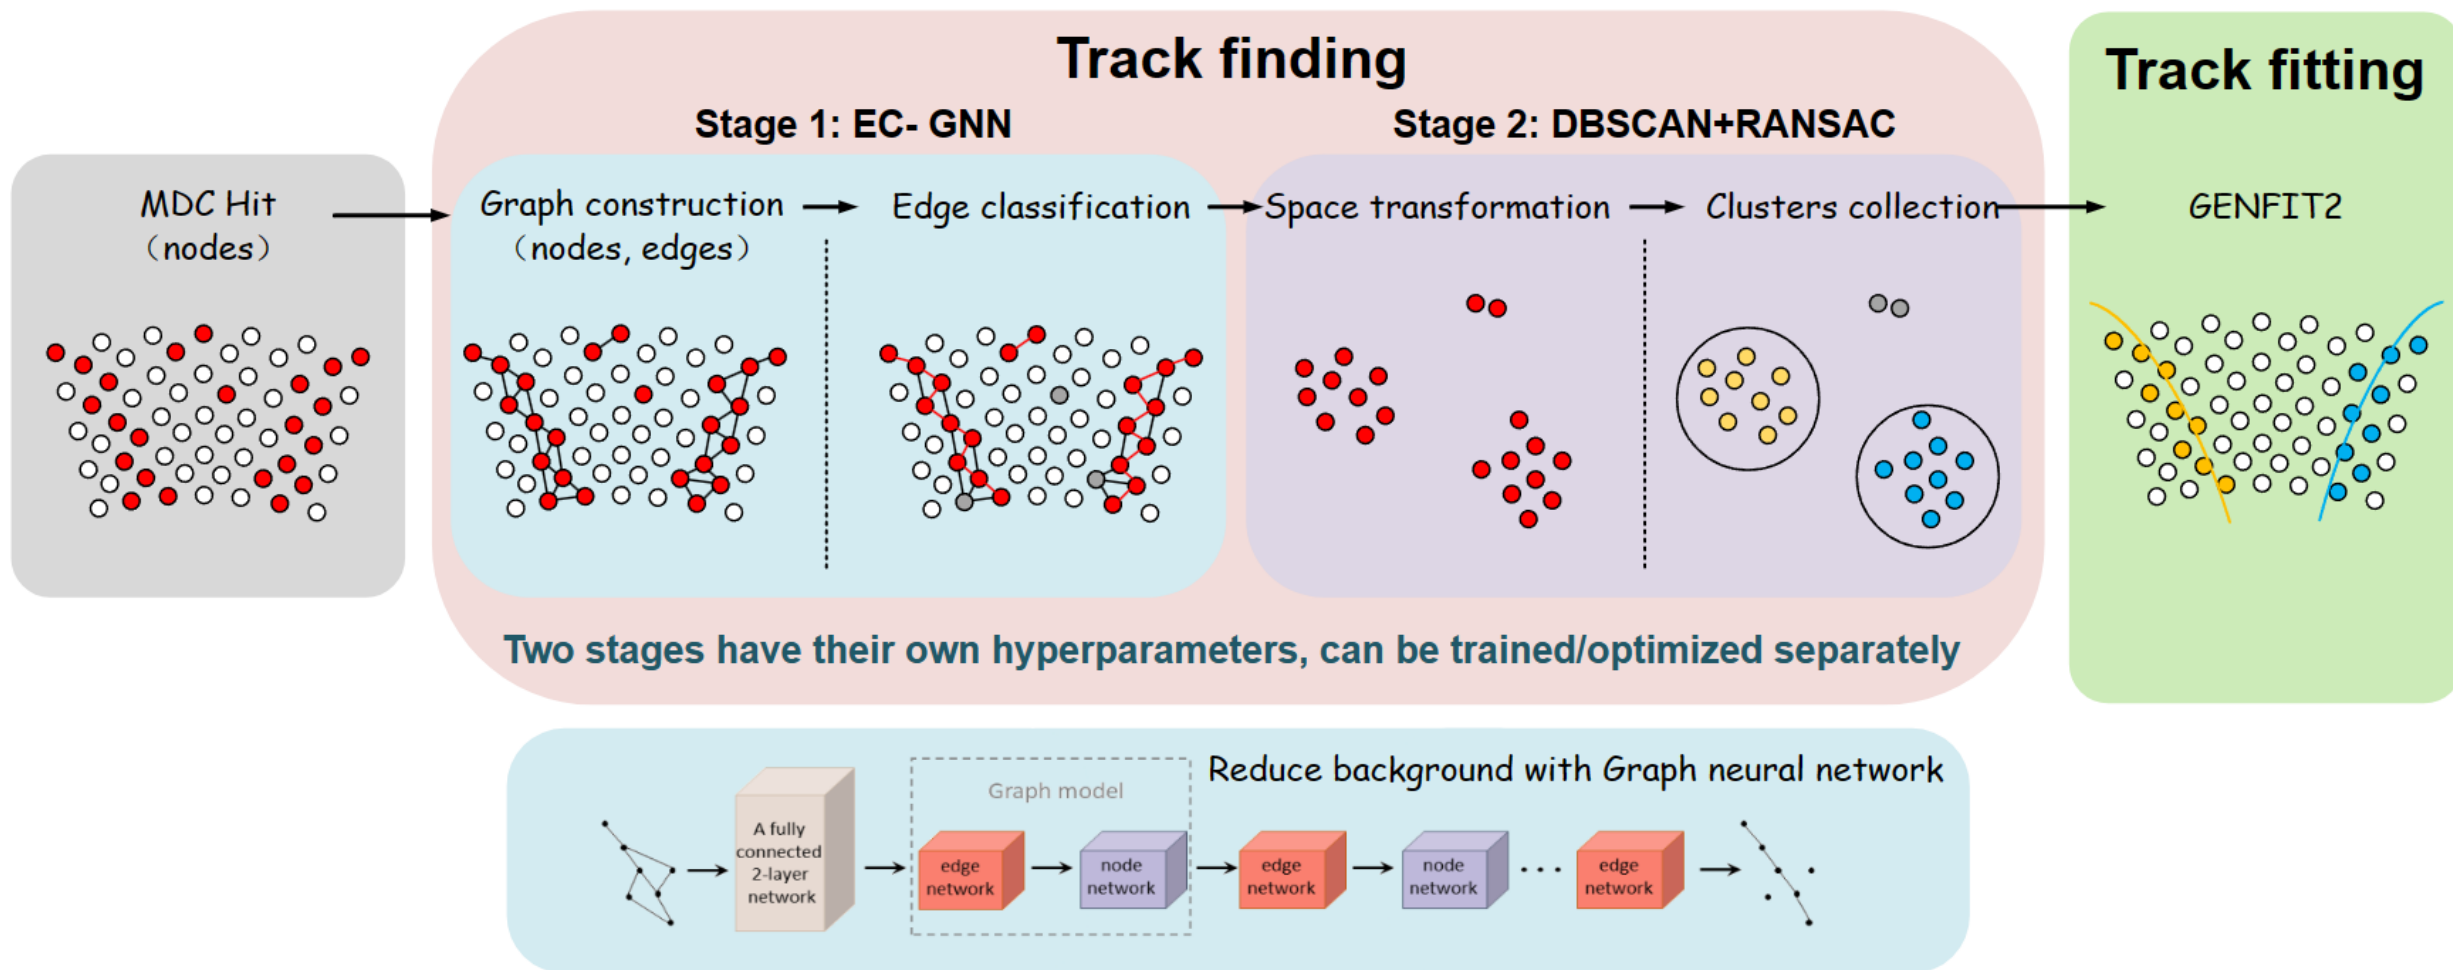 Track finding
Track fitting
Stage 1: EC- GNN
Stage 2: DBSCAN+RANSAC
MDC Hit
（nodes）
Graph construction
（nodes, edges）
Edge classification
Space transformation
Clusters collection
GENFIT2
Two stages have their own hyperparameters, can be trained/optimized separately
Reduce background with Graph neural network
Graph model
A fully
connected
2-layer
network
edge
network
node
network
edge
network
node
network
...
edge
network